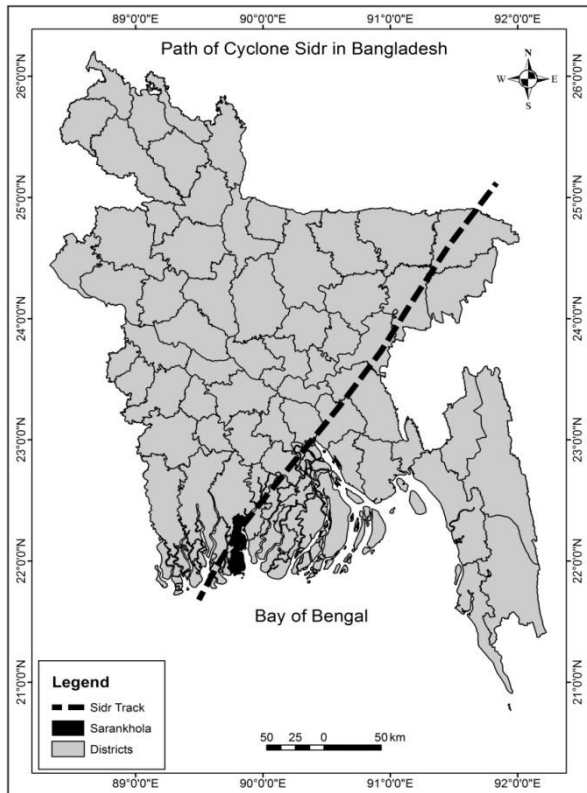 89°0'0"E 90°0'0"E 91°0'0"E 92°0'0"E
Path of Cyclone Sidr in Bangladesh
N
W E
S
26°0'0"N 26°0'0"N
25°0'0"N 25°0'0"N
24°0'0"N 24°0'0"N
23°0'0"N 23°0'0"N
22°0'0"N 22°0'0"N
Bay of Bengal
21°0'0"N 21°0'0"N
Legend
Sidr Track
Sarankhola
Districts
50 25 0 50 km
89°0'0"E 90°0'0"E 91°0'0"E 92°0'0"E